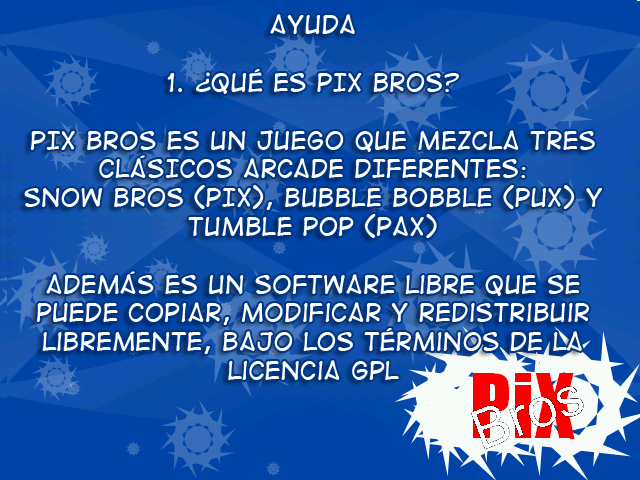 AYUDA
1. ¿QUÉ ES PIX BROS?
PIX BROS ES UN JUEGO QUE MEZCLA TRES
CLÁSICOS ARCADE DIFERENTES:
SNOW BROS (PIX), BUBBLE BOBBLE (PUX) Y
TUMBLE POP (PAX)
ADEMÁS ES UN SOFTWARE LIBRE QUE SE
PUEDE COPIAR, MODIFICAR Y REDISTRIBUIR
LIBREMENTE, BAJO LOS TÉRMINOS DE LA
LICENCIA GPL
PiX
Bros